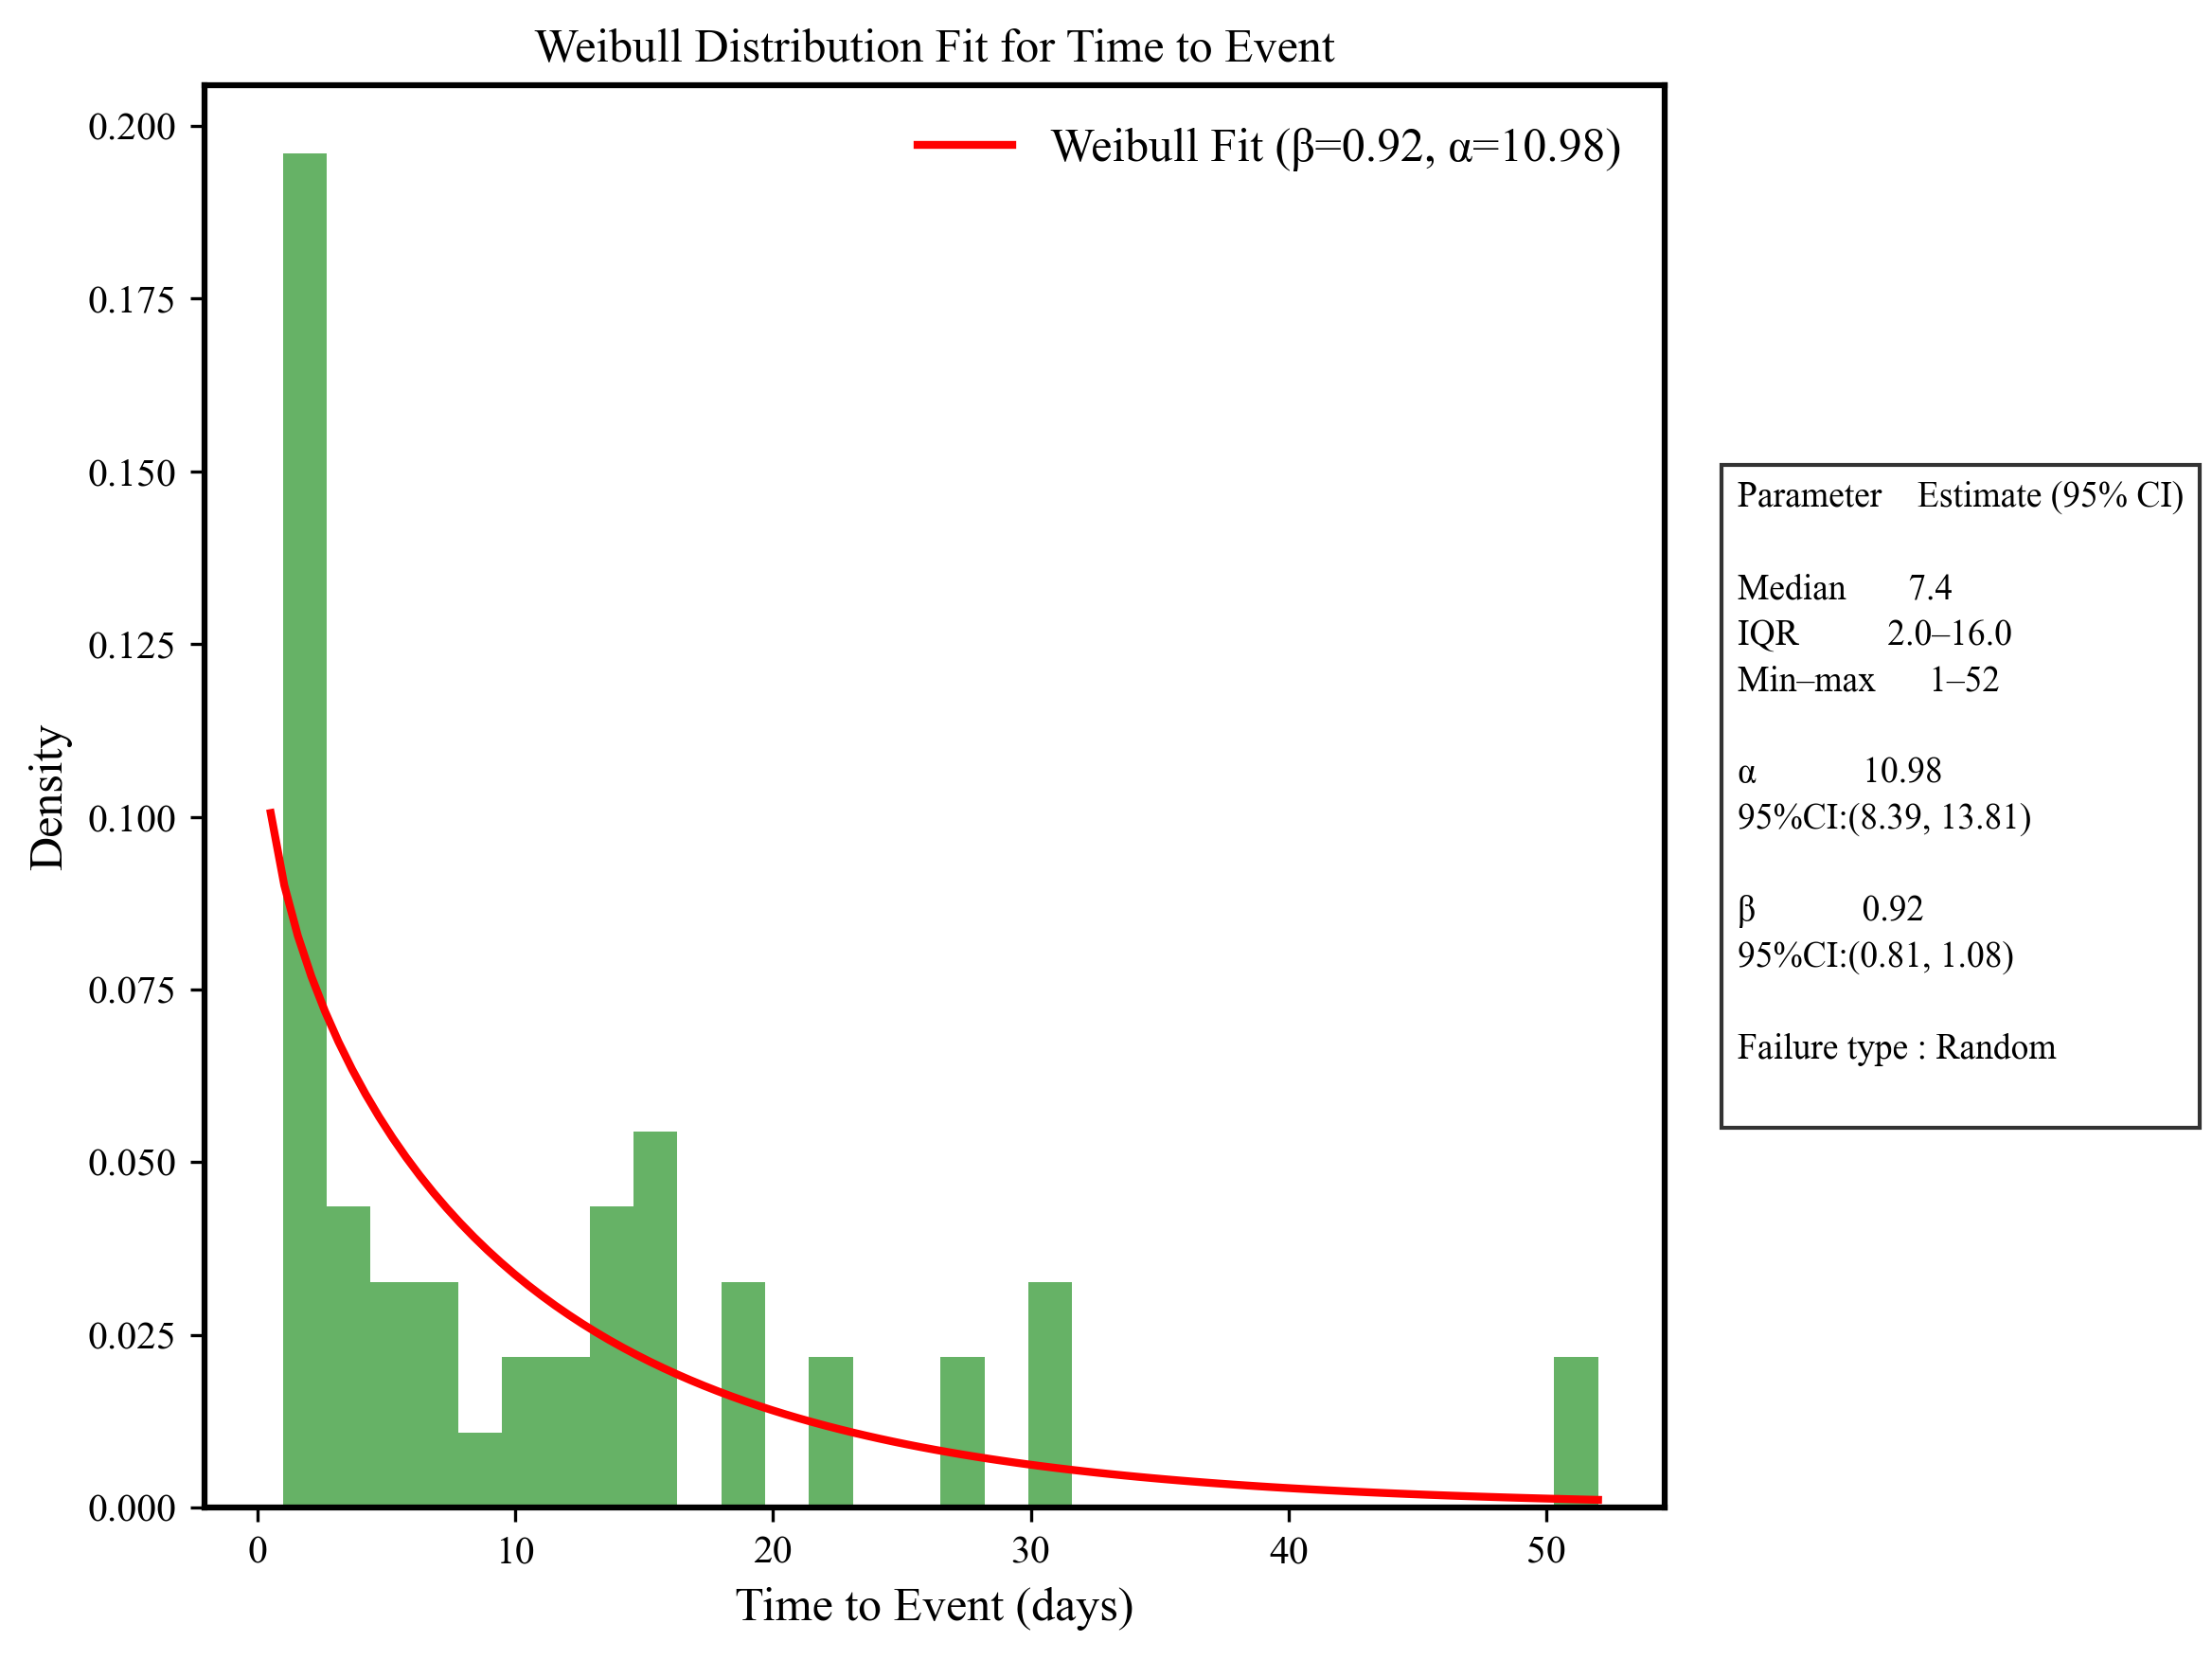 Weibull Distribution Fit for Time to Event
Weibull Fit (β=0.92, α=10.98)
0.200
0.175
0.150
0.125
0.100
0.075
0.050
0.025
0.000
Density
0 10 20 30 40 50
Time to Event (days)
Parameter Estimate (95% CI)
Median 7.4
IQR 2.0–16.0
Min–max 1–52
α 10.98
95%CI:(8.39, 13.81)
β 0.92
95%CI:(0.81, 1.08)
Failure type : Random